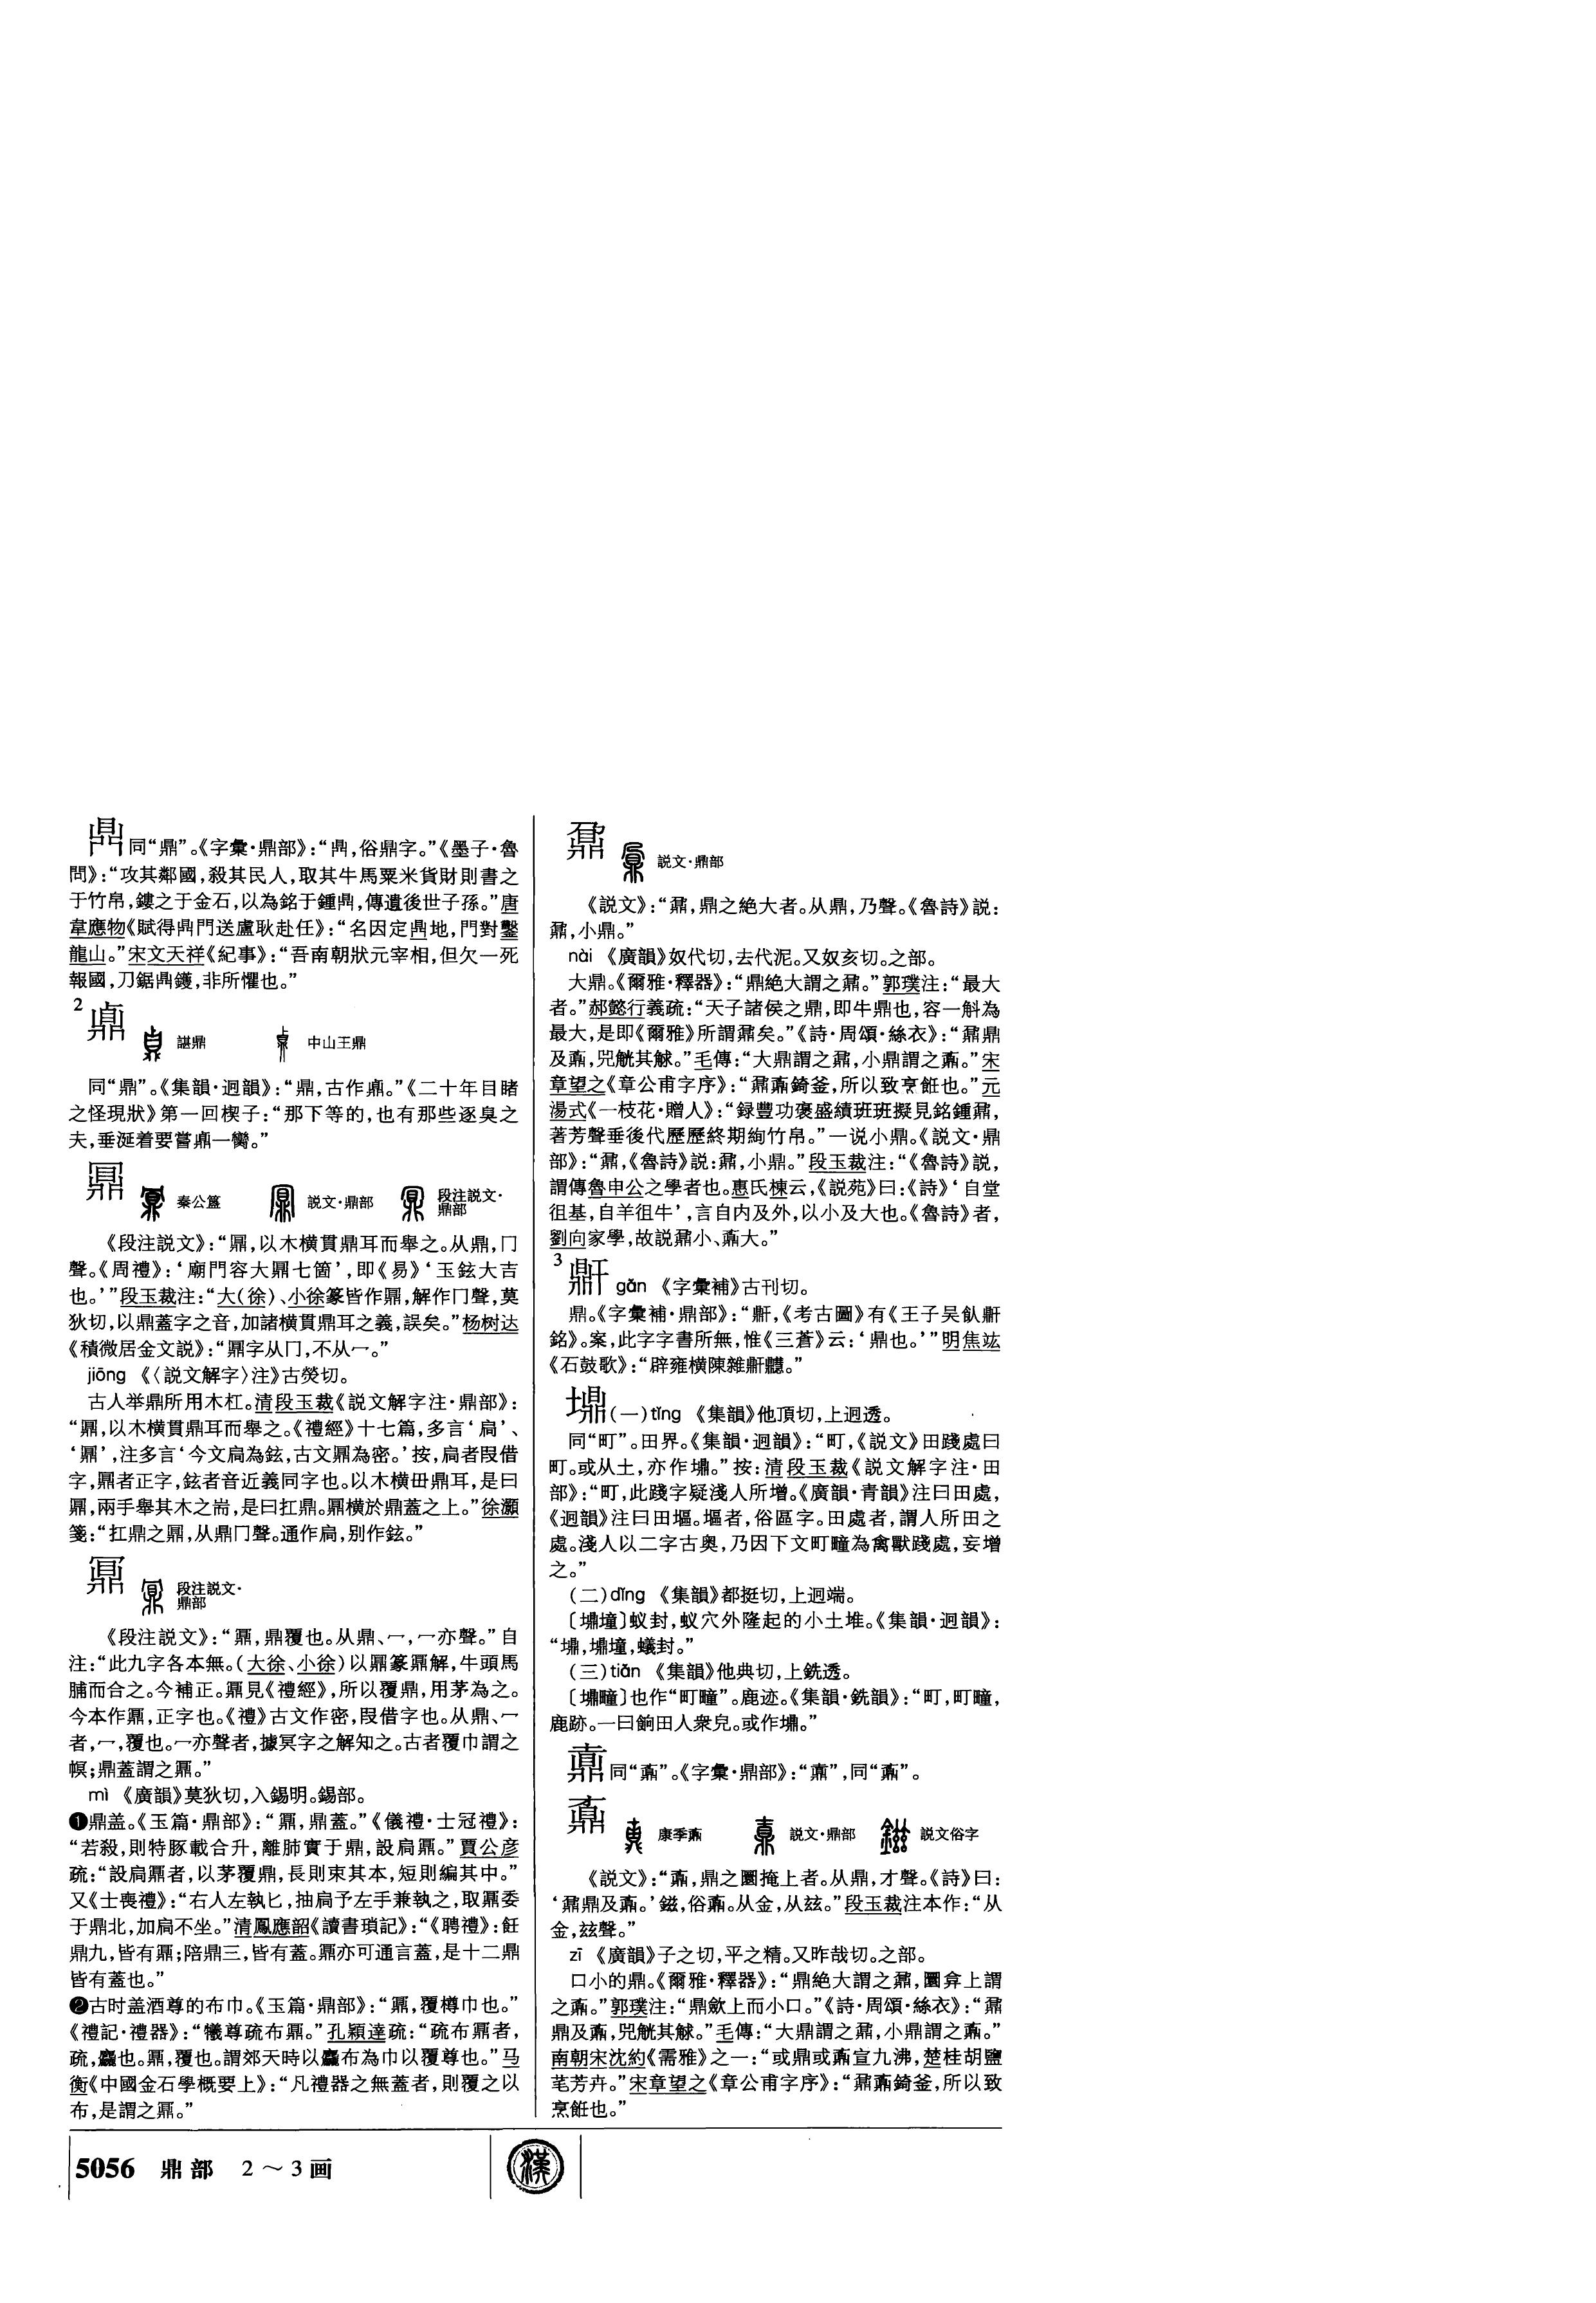 鼑同“鼎”。《字彙·鼎部》：“鼑，俗鼎字。”《墨子·魯
問》：“攻其鄰國，殺其民人，取其牛馬粟米貨財則書之
于竹帛，鏤之于金石，以為銘于鍾鼑，傳遺後世子孫。”唐
韋應物《賦得鼑門送盧耿赴任》：“名因定鼑地，門對鑿
龍山。”宋文天祥《紀事》：“吾南朝狀元宰相，但欠一死
報國，刀鋸鼑鑊，非所懼也。”
2
諶鼎 中山王鼎
同“鼎”。《集韻·迥韻》：“鼎，古作鼑。”《二十年目睹
之怪現狀》第一回楔子：“那下等的，也有那些逐臭之
夫，垂涎着要嘗鼑一臠。”
鼏 秦公簋 説文·鼎部 段注説文·
鼎部
《段注説文》：“鼏，以木横貫鼎耳而舉之。从鼎，冂
聲。《周禮》：‘廟門容大鼏七箇’，即《易》‘玉鉉大吉
也。’”段玉裁注：“大（徐）、小徐篆皆作鼏，解作冂聲，莫
狄切，以鼎蓋字之音，加諸横貫鼎耳之義，誤矣。”杨树达
《積微居金文説》：“鼏字从冂，不从冖。”
jiōng 《〈説文解字〉注》古熒切。
古人举鼎所用木杠。清段玉裁《説文解字注·鼎部》：
“鼏，以木横貫鼎耳而舉之。《禮經》十七篇，多言‘扃’、
‘鼏’，注多言‘今文扃為鉉，古文鼏為密。’按，扃者叚借
字，鼏者正字，鉉者音近義同字也。以木横毌鼎耳，是曰
鼏，兩手舉其木之耑，是曰扛鼎。鼏横於鼎蓋之上。”徐灝
箋：“扛鼎之鼏，从鼎冂聲。通作扃，别作鉉。”
鼏 段注説文·
鼎部
《段注説文》：“鼏，鼎覆也。从鼎、冖，冖亦聲。”自
注：“此九字各本無。（大徐、小徐）以鼏篆鼏解，牛頭馬
脯而合之。今補正。鼏見《禮經》，所以覆鼎，用茅為之。
今本作鼏，正字也。《禮》古文作密，叚借字也。从鼎、冖
者，冖，覆也。冖亦聲者，據冥字之解知之。古者覆巾謂之
幎；鼎蓋謂之鼏。”
mì 《廣韻》莫狄切，入錫明。錫部。
❶鼎盖。《玉篇·鼎部》：“鼏，鼎蓋。”《儀禮·士冠禮》：
“若殺，則特豚載合升，離肺實于鼎，設扃鼏。”賈公彦
疏：“設扃鼏者，以茅覆鼎，長則束其本，短則編其中。”
又《士喪禮》：“右人左執匕，抽扃予左手兼執之，取鼏委
于鼎北，加扃不坐。”清鳳應韶《讀書瑣記》：“《聘禮》：飪
鼎九，皆有鼏；陪鼎三，皆有蓋。鼏亦可通言蓋，是十二鼎
皆有蓋也。”
❷古时盖酒尊的布巾。《玉篇·鼎部》：“鼏，覆樽巾也。”
《禮記·禮器》：“犧尊疏布鼏。”孔穎達疏：“疏布鼏者，
疏，麤也。鼏，覆也。謂郊天時以麤布為巾以覆尊也。”马
衡《中國金石學概要上》：“凡禮器之無蓋者，則覆之以
布，是謂之鼏。”
鼐 説文·鼎部
《説文》：“鼐，鼎之絶大者。从鼎，乃聲。《魯詩》説：
鼐，小鼎。”
nài 《廣韻》奴代切，去代泥。又奴亥切。之部。
大鼎。《爾雅·釋器》：“鼎絶大謂之鼐。”郭璞注：“最大
者。”郝懿行義疏：“天子諸侯之鼎，即牛鼎也，容一斛為
最大，是即《爾雅》所謂鼐矣。”《詩·周頌·絲衣》：“鼐鼎
及鼒，兕觥其觩。”毛傳：“大鼎謂之鼐，小鼎謂之鼒。”宋
章望之《章公甫字序》：“鼐鼒錡釜，所以致烹飪也。”元
湯式《一枝花·贈人》：“録豐功褒盛績班班擬見銘鍾鼐，
著芳聲垂後代歷歷終期絢竹帛。”一说小鼎。《説文·鼎
部》：“鼐，《魯詩》説：鼐，小鼎。”段玉裁注：“《魯詩》説，
謂傳魯申公之學者也。惠氏棟云，《説苑》曰：《詩》‘自堂
徂基，自羊徂牛’，言自内及外，以小及大也。《魯詩》者，
劉向家學，故説鼐小、鼒大。”
3
gǎn 《字彙補》古刊切。
鼎。《字彙補·鼎部》：“鼾，《考古圖》有《王子吴飤鼾
銘》。案，此字字書所無，惟《三蒼》云：‘鼎也。’”明焦竑
《石鼓歌》：“辟雍横陳雜鼾。”
（一）tǐng 《集韻》他頂切，上迥透。
同“町”。田界。《集韻·迥韻》：“町，《説文》田踐處曰
町。或从土，亦作。”按：清段玉裁《説文解字注·田
部》：“町，此踐字疑淺人所增。《廣韻·青韻》注曰田處，
《迥韻》注曰田塸。塸者，俗區字。田處者，謂人所田之
處。淺人以二字古奥，乃因下文町疃為禽獸踐處，妄增
之。”
（二）dǐng 《集韻》都挺切，上迥端。
〔墥〕蚁封，蚁穴外隆起的小土堆。《集韻·迥韻》：
“，墥，蟻封。”
（三）tiǎn 《集韻》他典切，上銑透。
〔疃〕也作“町疃”。鹿迹。《集韻·銑韻》：“町，町疃，
鹿跡。一曰餉田人衆皃。或作。”
同“鼒”。《字彙·鼎部》：“”，同“鼒”。
鼒 康季鼒 説文·鼎部 説文俗字
《説文》：“鼒，鼎之圜掩上者。从鼎，才聲。《詩》曰：
‘鼐鼎及鼒。’鎡，俗鼒。从金，从兹。”段玉裁注本作：“从
金，兹聲。”
zī 《廣韻》子之切，平之精。又昨哉切。之部。
口小的鼎。《爾雅·釋器》：“鼎絶大謂之鼐，圜弇上謂
之鼒。”郭璞注：“鼎斂上而小口。”《詩·周頌·絲衣》：“鼐
鼎及鼒，兕觥其觩。”毛傳：“大鼎謂之鼐，小鼎謂之鼒。”
南朝宋沈約《需雅》之一：“或鼎或鼒宣九沸，楚桂胡鹽
芼芳卉。”宋章望之《章公甫字序》：“鼐鼒錡釜，所以致
烹飪也。”
5056 鼎部 2～3画
漢